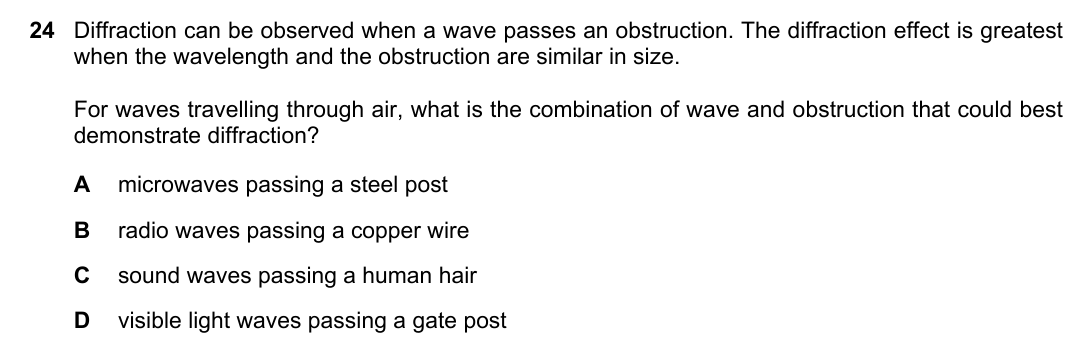 24 Diffraction can be observed when a wave passes an obstruction. The diffraction effect is greatest
when the wavelength and the obstruction are similar in size.
For waves travelling through air, what is the combination of wave and obstruction that could best
demonstrate diffraction?
A microwaves passing a steel post
B radio waves passing a copper wire
C sound waves passing a human hair
D visible light waves passing a gate post